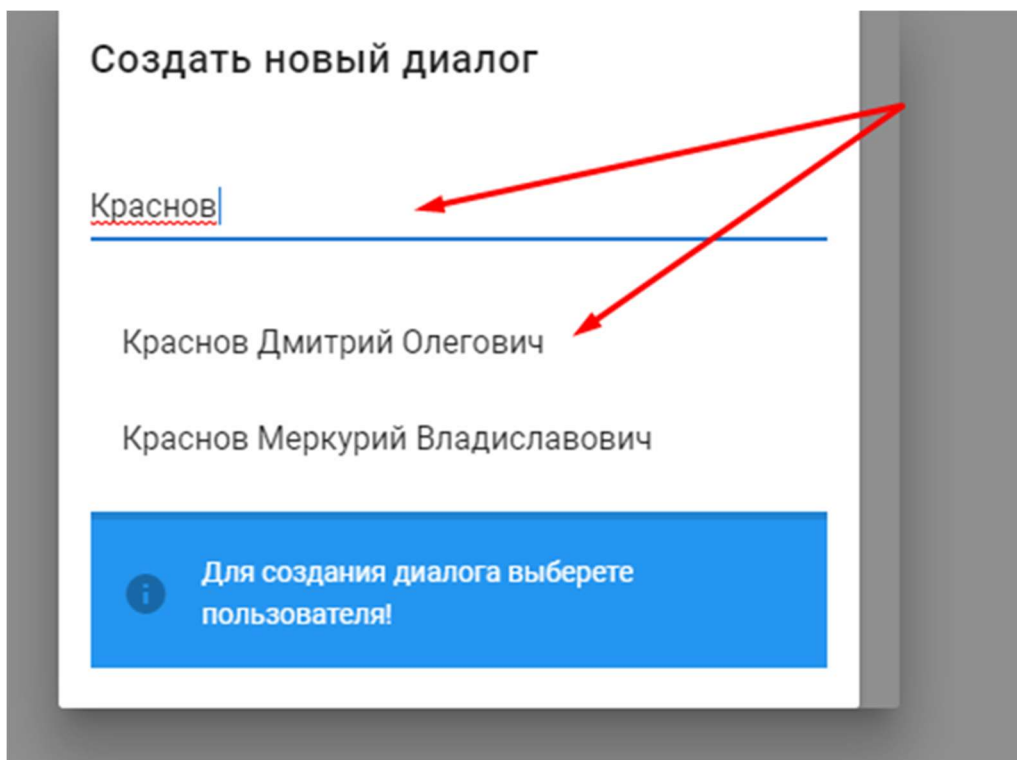 Создать новый диалог
Краснов
Краснов Дмитрий Олегович
Краснов Меркурий Владиславович
Для создания диалога выберете
пользователя!